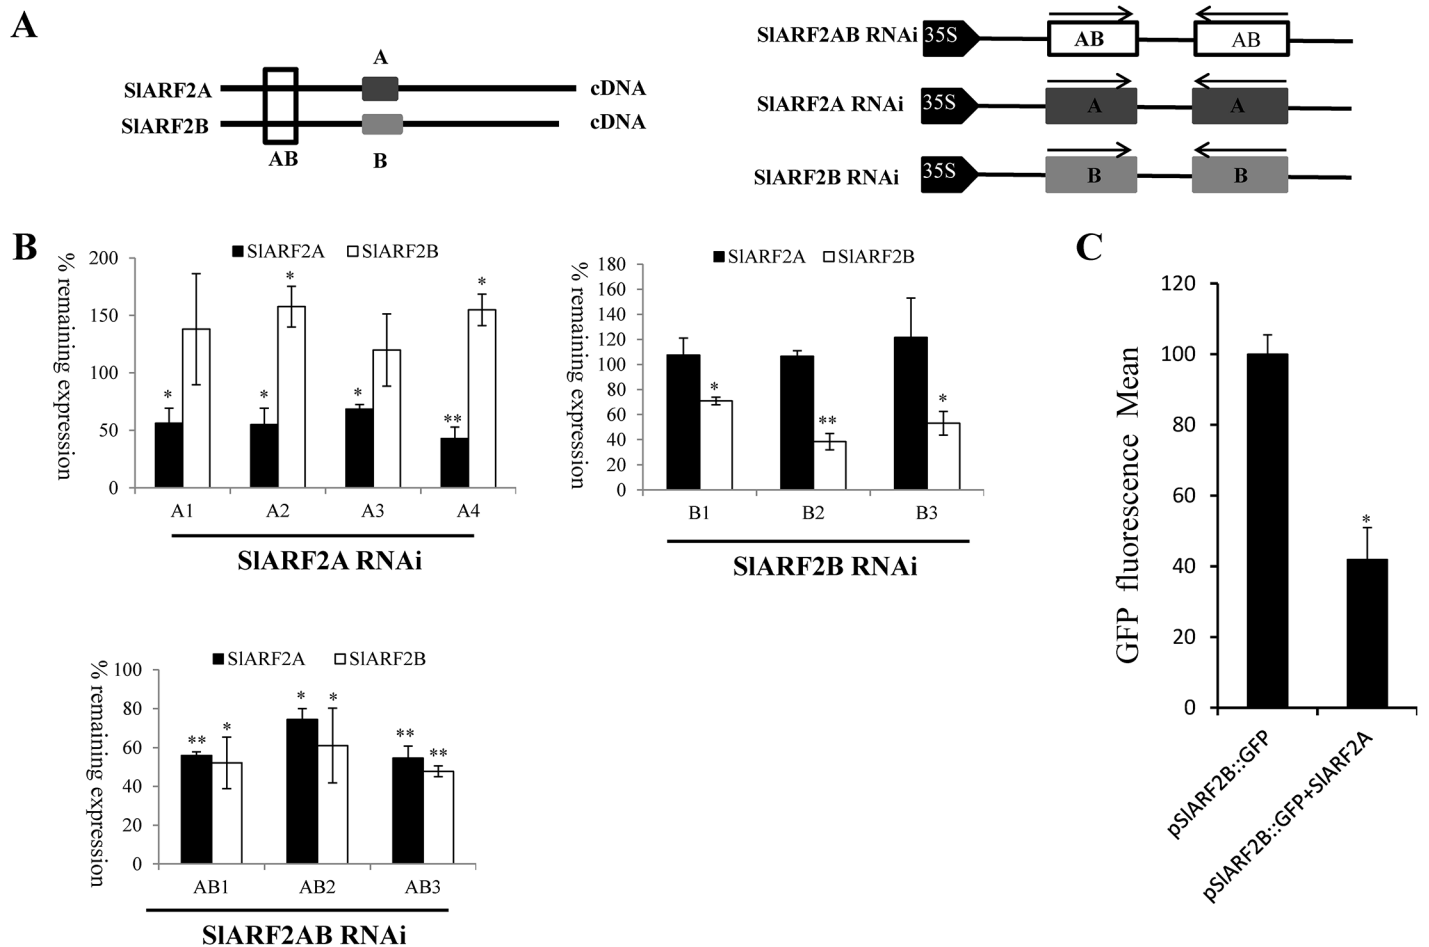 A
A
SlARF2A cDNA
SlARF2B cDNA
AB B
SlARF2AB RNAi 35S AB AB
SlARF2A RNAi 35S A A
SlARF2B RNAi 35S B B
B
% remaining expression
SlARF2A SlARF2B
200
150
100
50
0
* * * * * **
A1 A2 A3 A4
SlARF2A RNAi
% remaining expression
SlARF2A SlARF2B
180
160
140
120
100
80
60
40
20
0
* ** *
B1 B2 B3
SlARF2B RNAi
% remaining expression
SlARF2A SlARF2B
100
80
60
40
20
0
** * * * ** **
AB1 AB2 AB3
SlARF2AB RNAi
C
GFP fluorescence Mean
120
100
80
60
40
20
0
*
pSlARF2B::GFP
pSlARF2B::GFP+SlARF2A